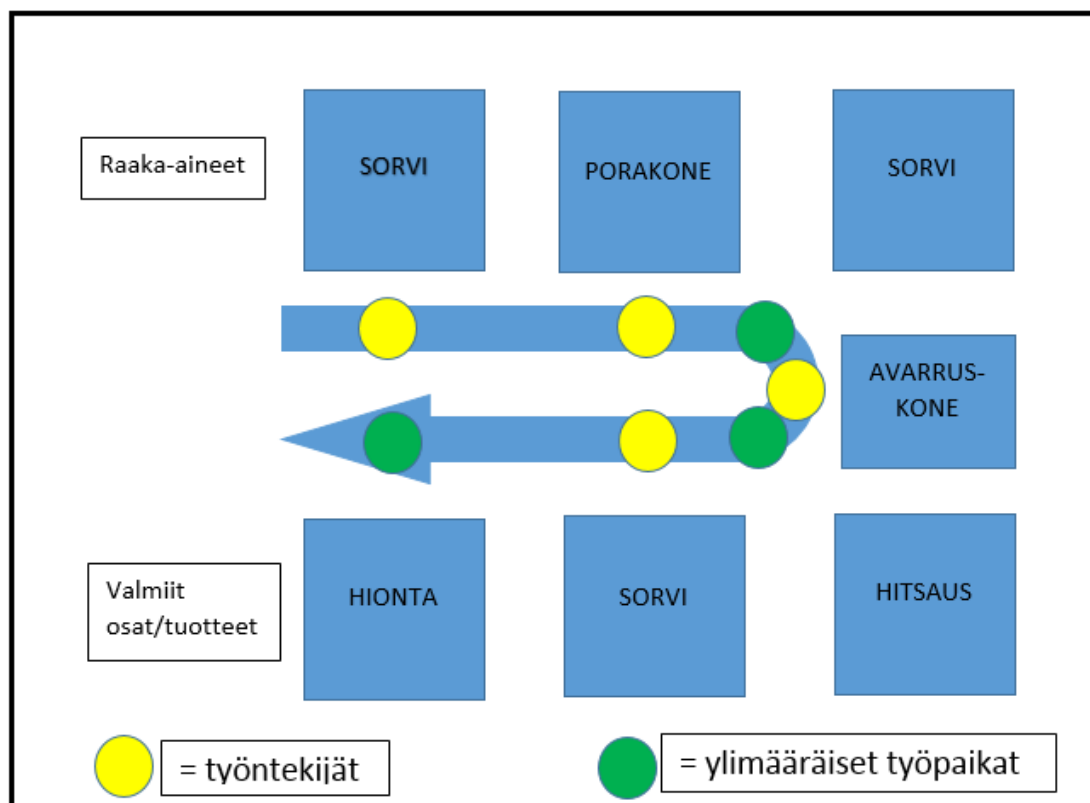 Raaka-aineet
SORVI
PORAKONE
SORVI
AVARRUS-
KONE
Valmiit
osat/tuotteet
HIONTA
SORVI
HITSAUS
= työntekijät
= ylimääräiset työpaikat